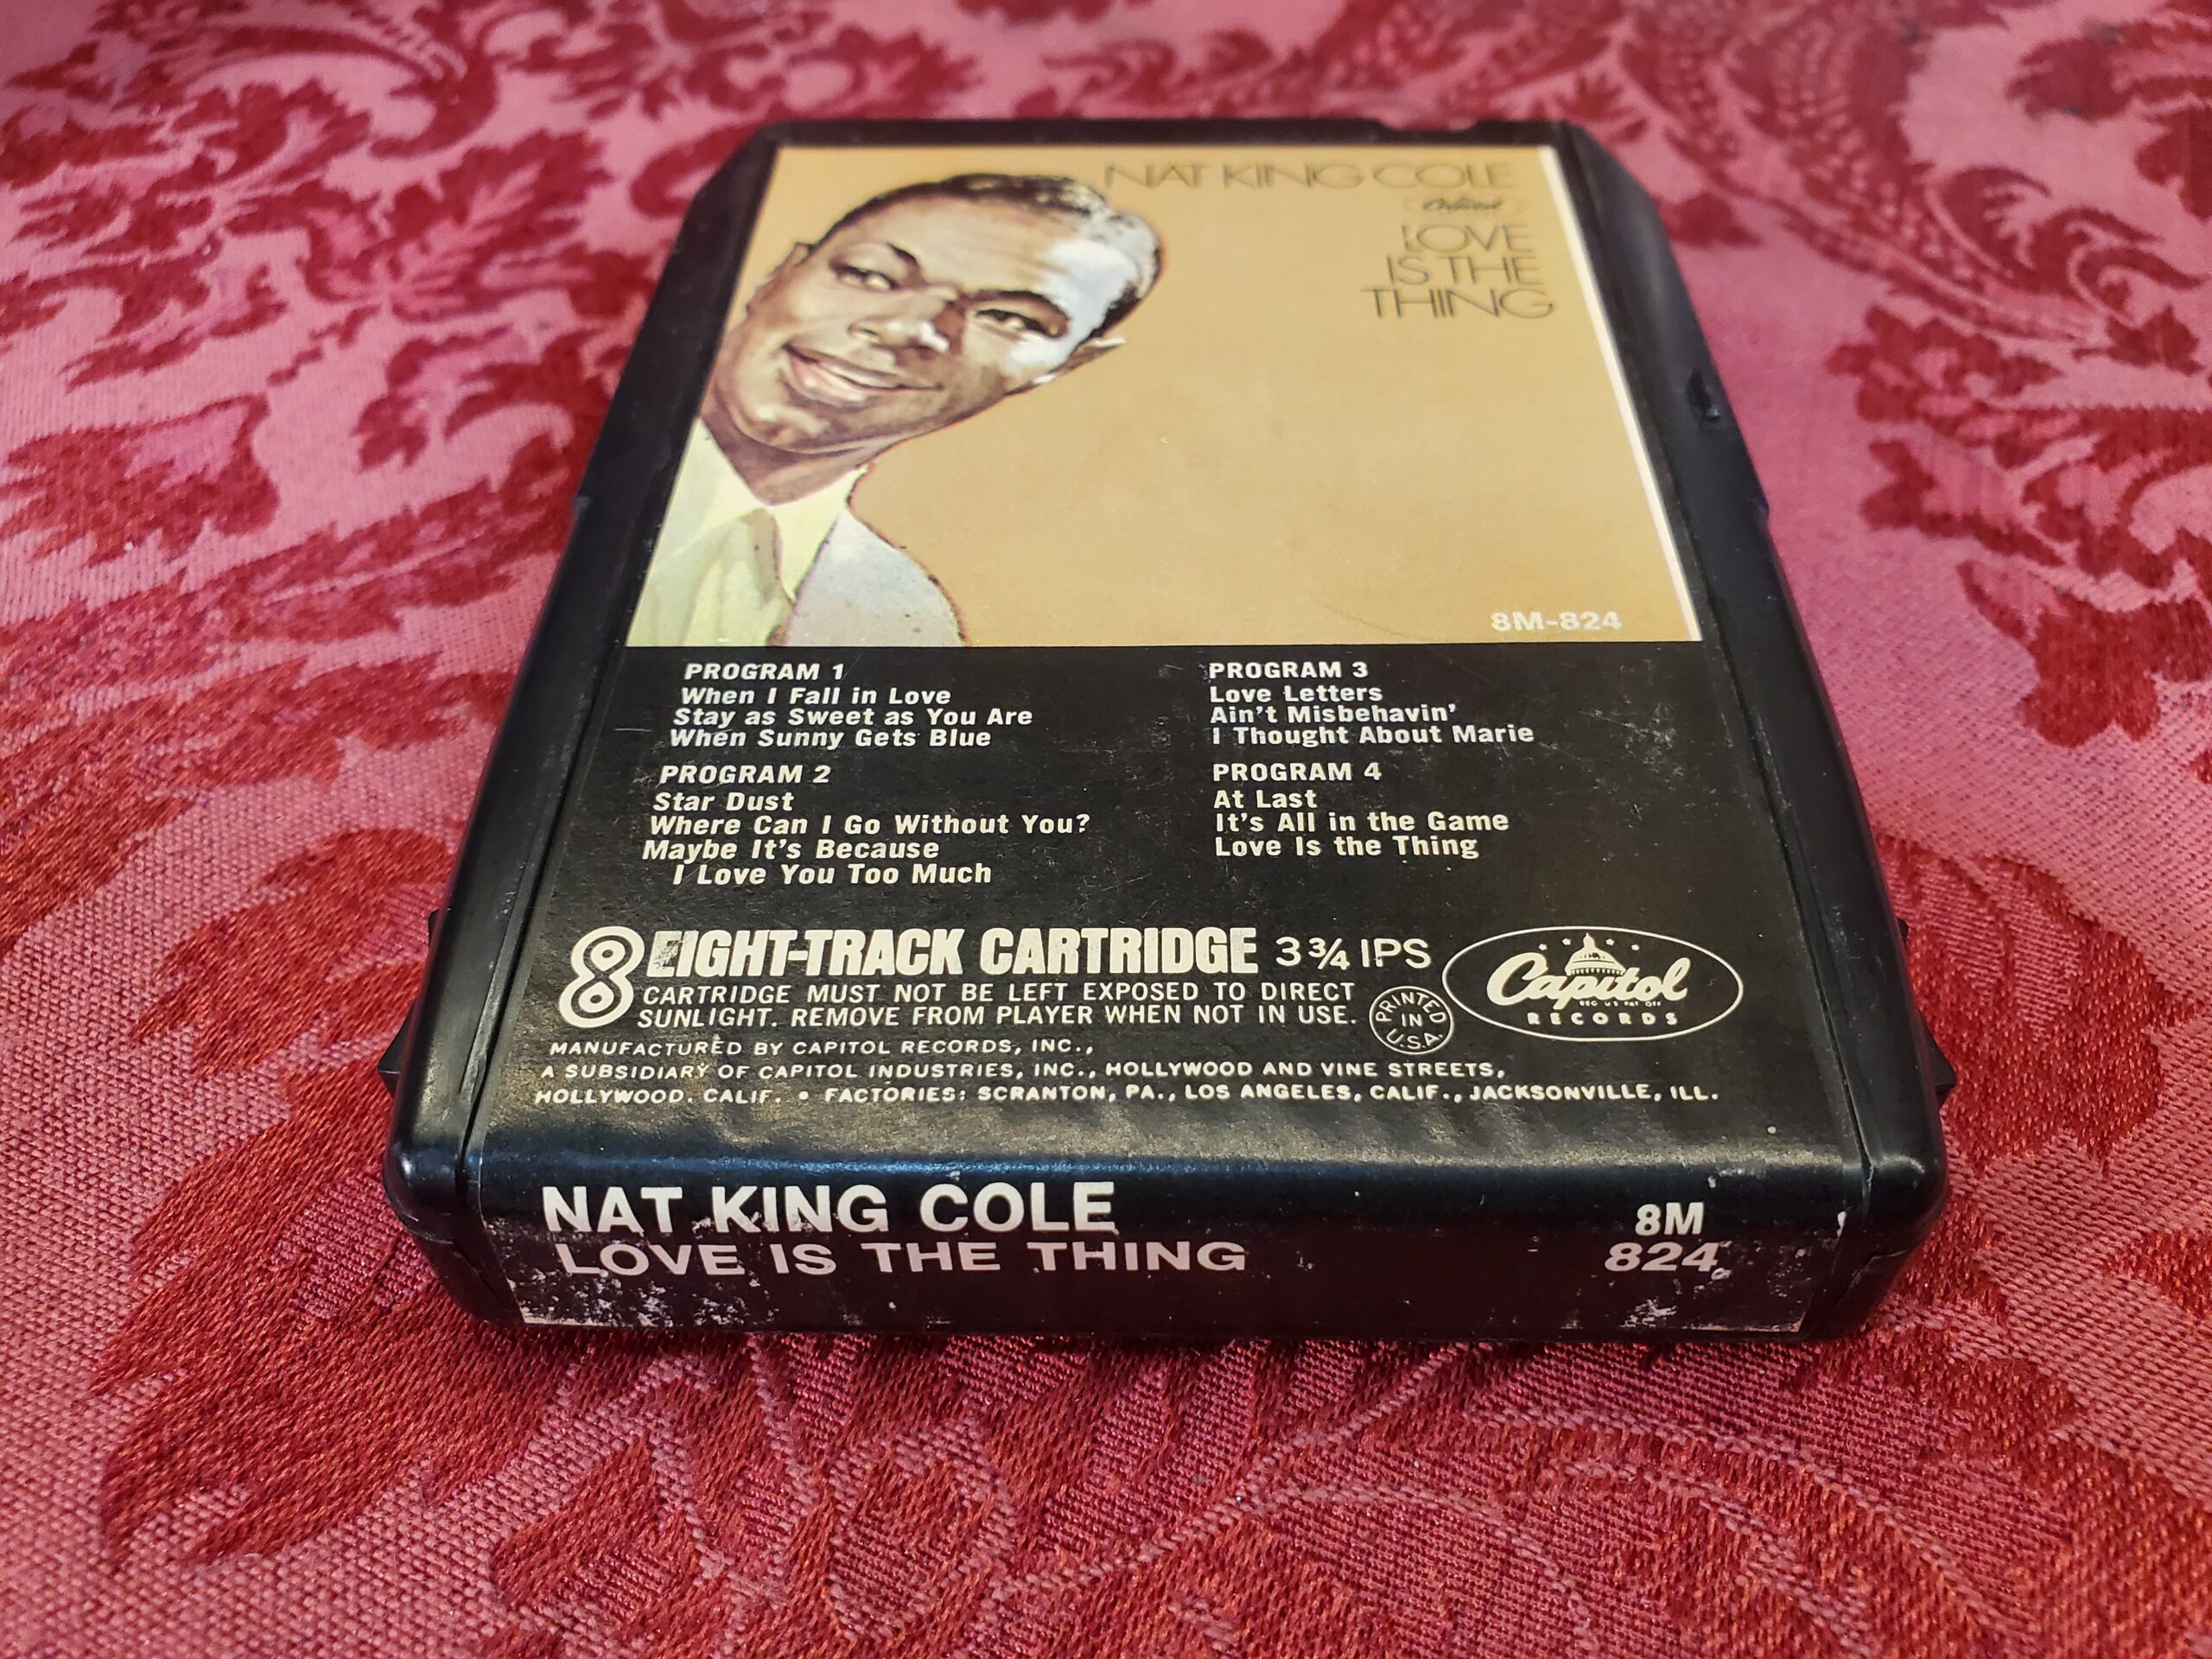 NAT KING COLE
Capitol
LOVE
IS THE
THING
8M-824
PROGRAM 1
When I Fall in Love
Stay as Sweet as You Are
When Sunny Gets Blue
PROGRAM 2
Star Dust
Where Can I Go Without You?
Maybe It's Because
I Love You Too Much
PROGRAM 3
Love Letters
Ain't Misbehavin'
I Thought About Marie
PROGRAM 4
At Last
It's All in the Game
Love Is the Thing
8 EIGHT-TRACK CARTRIDGE 3¾ IPS
CARTRIDGE MUST NOT BE LEFT EXPOSED TO DIRECT
SUNLIGHT. REMOVE FROM PLAYER WHEN NOT IN USE.
PRINTED
IN
U.S.A.
Capitol
REG. U.S. PAT. OFF.
RECORDS
MANUFACTURED BY CAPITOL RECORDS, INC.,
A SUBSIDIARY OF CAPITOL INDUSTRIES, INC., HOLLYWOOD AND VINE STREETS,
HOLLYWOOD. CALIF. • FACTORIES: SCRANTON, PA., LOS ANGELES, CALIF., JACKSONVILLE, ILL.
NAT KING COLE
LOVE IS THE THING
8M
824